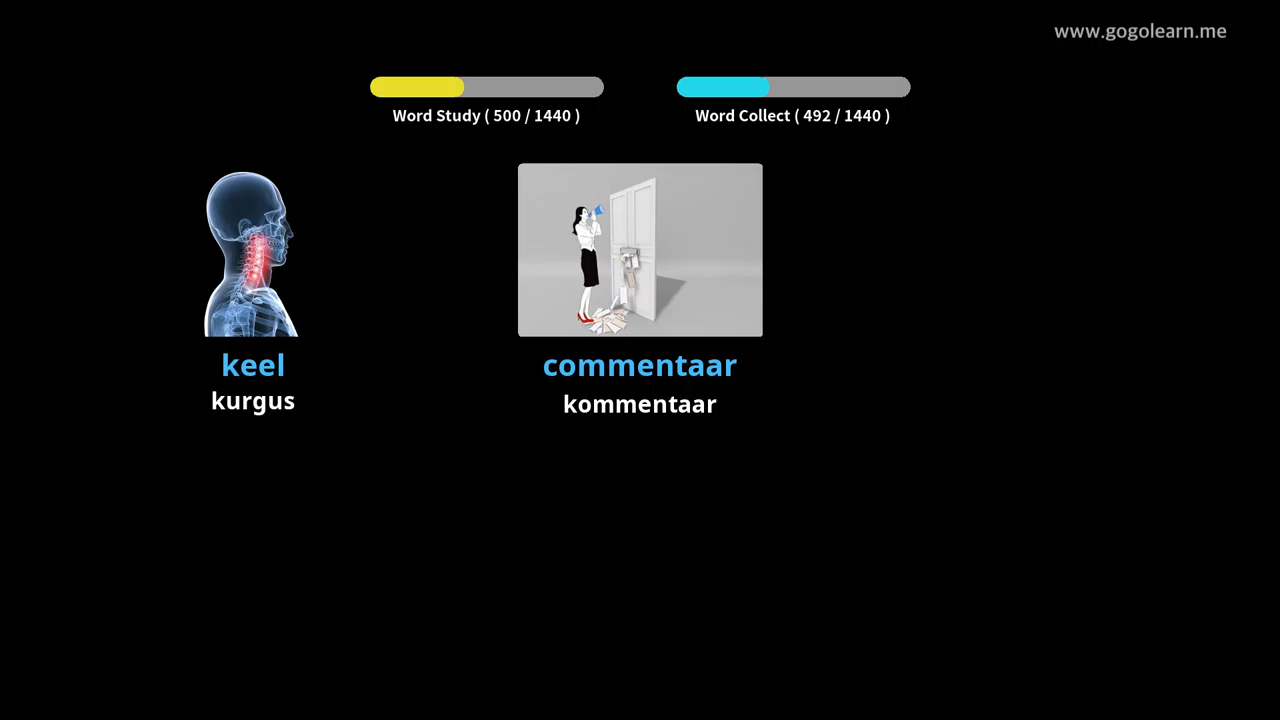 www.gogolearn.me
Word Study ( 500 / 1440 )
Word Collect ( 492 / 1440 )
keel
kurgus
commentaar
kommentaar